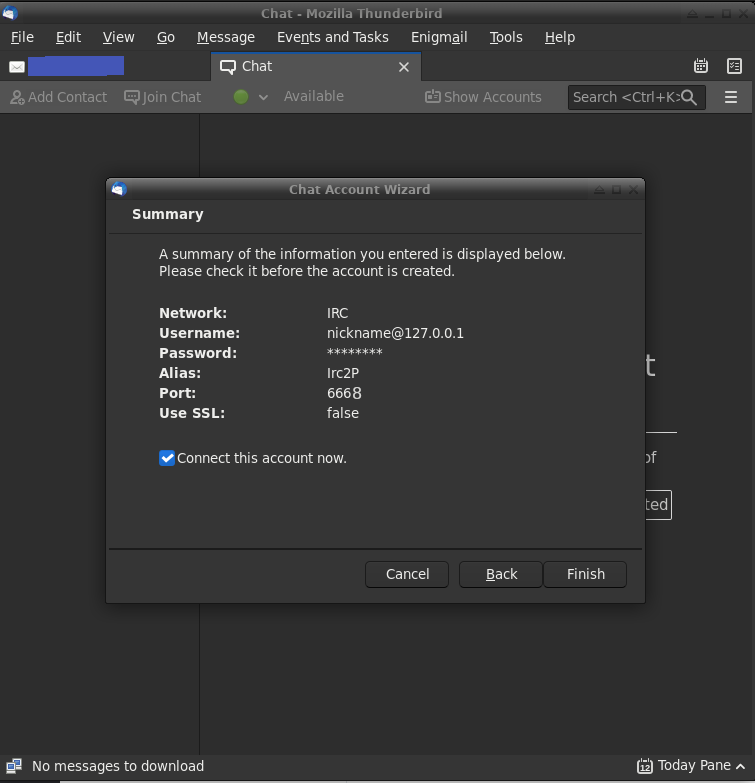 Chat - Mozilla Thunderbird
File Edit View Go Message Events and Tasks Enigmail Tools Help
Chat
Add Contact Join Chat Available Show Accounts Search <Ctrl+K>
Chat Account Wizard
Summary
A summary of the information you entered is displayed below.
Please check it before the account is created.
Network: IRC
Username: nickname@127.0.0.1
Password: ********
Alias: Irc2P
Port: 6668
Use SSL: false
Connect this account now.
Cancel Back Finish
t
of
ted
No messages to download 12 Today Pane